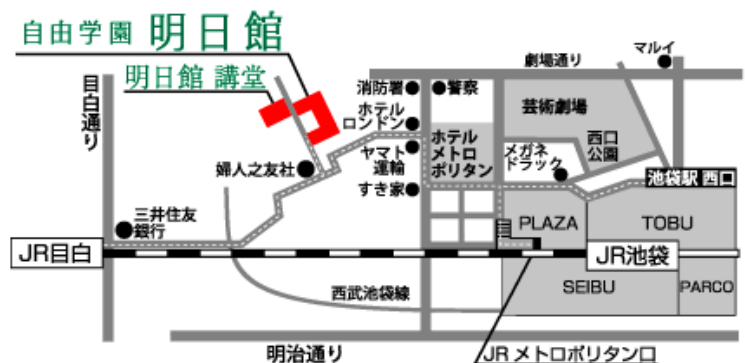 自由学園 明日館
明日館 講堂
目白通り
消防署
警察
劇場通り
マルイ
ホテル
ロンドン
ヤマト
運輸
すき家
ホテル
メトロ
ポリタン
芸術劇場
西口
公園
メガネ
ドラック
池袋駅 西口
婦人之友社
三井住友
銀行
PLAZA
TOBU
JR目白
JR池袋
西武池袋線
SEIBU
PARCO
明治通り
JRメトロポリタン口